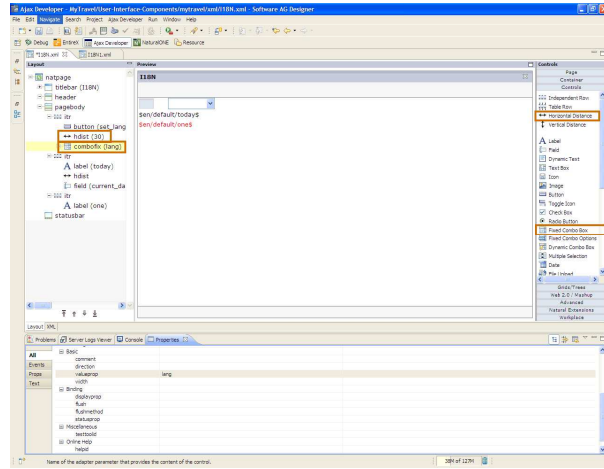 Ajax Developer - MyTravel/User-Interface-Components/mytravel/xml/I18N.xml - Software AG Designer
File Edit Navigate Search Project Ajax Developer Run Window Help
Debug EntireX Ajax Developer NaturalONE Resource
*I18N.xml I18N1.xml
Layout
natpage
titlebar (I18N)
header
pagebody
itr
button (set_lang
hdist (30)
combofix (lang)
itr
label (today)
hdist
field (current_da
itr
label (one)
statusbar
Layout XML
Preview
I18N
$en/default/today$
$en/default/one$
Controls
Page
Container
Controls
Independent Row
Table Row
Horizontal Distance
Vertical Distance
Label
Field
Dynamic Text
Text Box
Icon
Image
Button
Toggle Icon
Check Box
Radio Button
Fixed Combo Box
Fixed Combo Options
Dynamic Combo Box
Multiple Selection
Data
File Upload
Grids/Trees
Web 2.0 / Mashup
Advanced
Natural Extensions
Workplace
Problems Server Logs Viewer Console Properties
All
Events
Props
Text
Basic
comment
direction
valueprop lang
width
Binding
displayprop
flush
flushmethod
statusprop
Miscellaneous
testtoolid
Online Help
helpid
Name of the adapter parameter that provides the content of the control.
38M of 127M